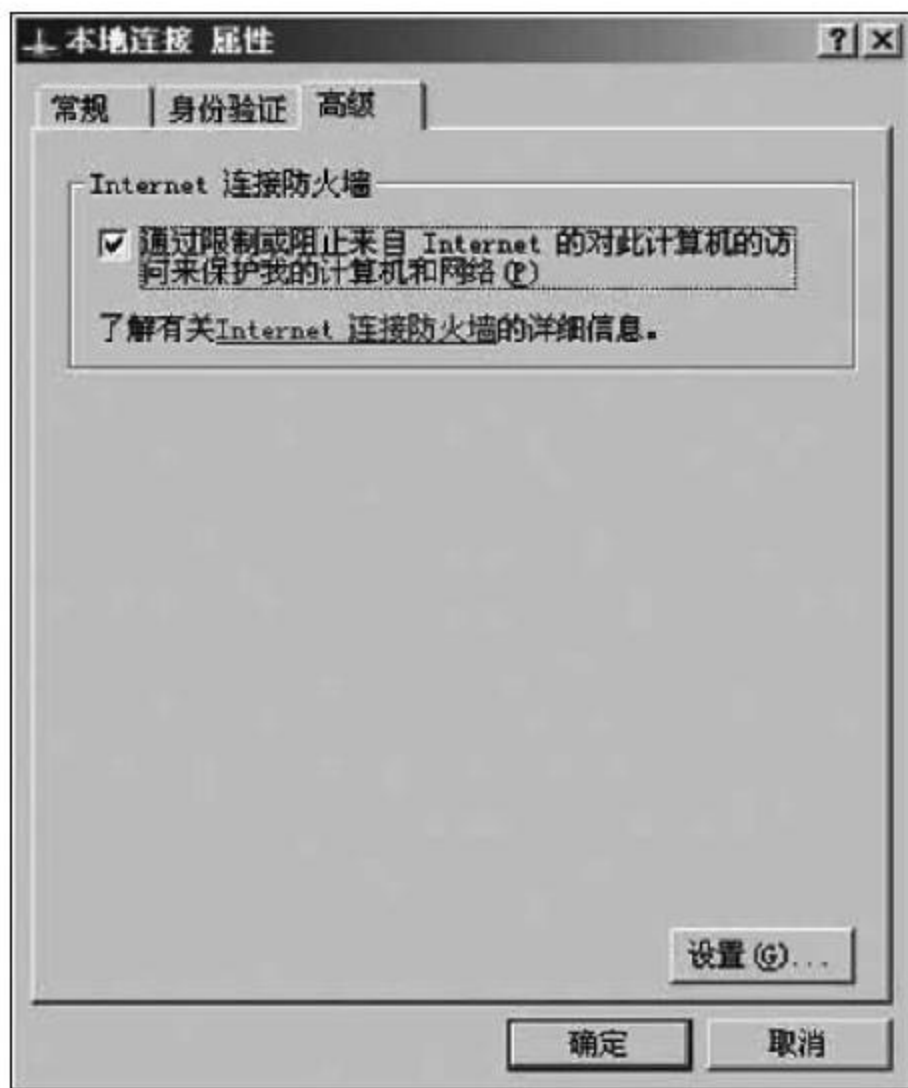 本地连接 属性
常规 身份验证 高级
Internet 连接防火墙
通过限制或阻止来自 Internet 的对此计算机的访
问来保护我的计算机和网络(P)
了解有关Internet 连接防火墙的详细信息。
设置(G)...
确定 取消